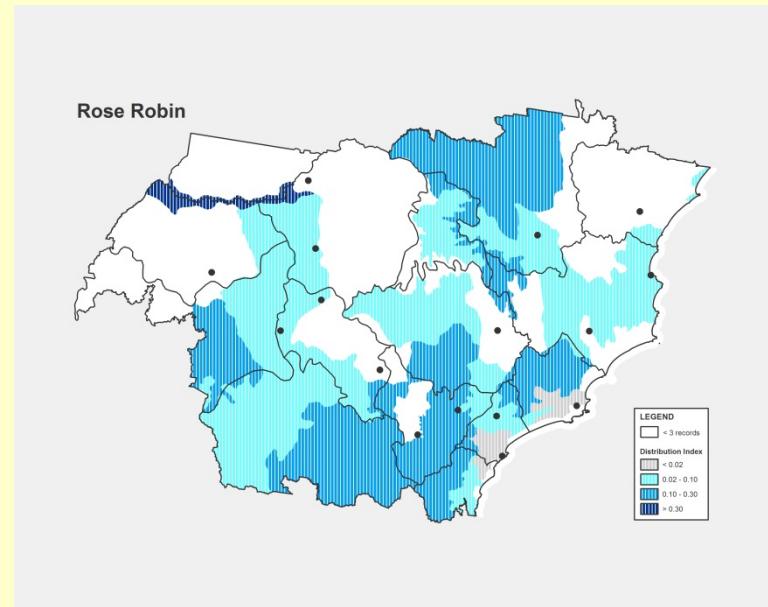 Rose Robin
LEGEND
< 3 records
Distribution Index
< 0.02
0.02 - 0.10
0.10 - 0.30
> 0.30